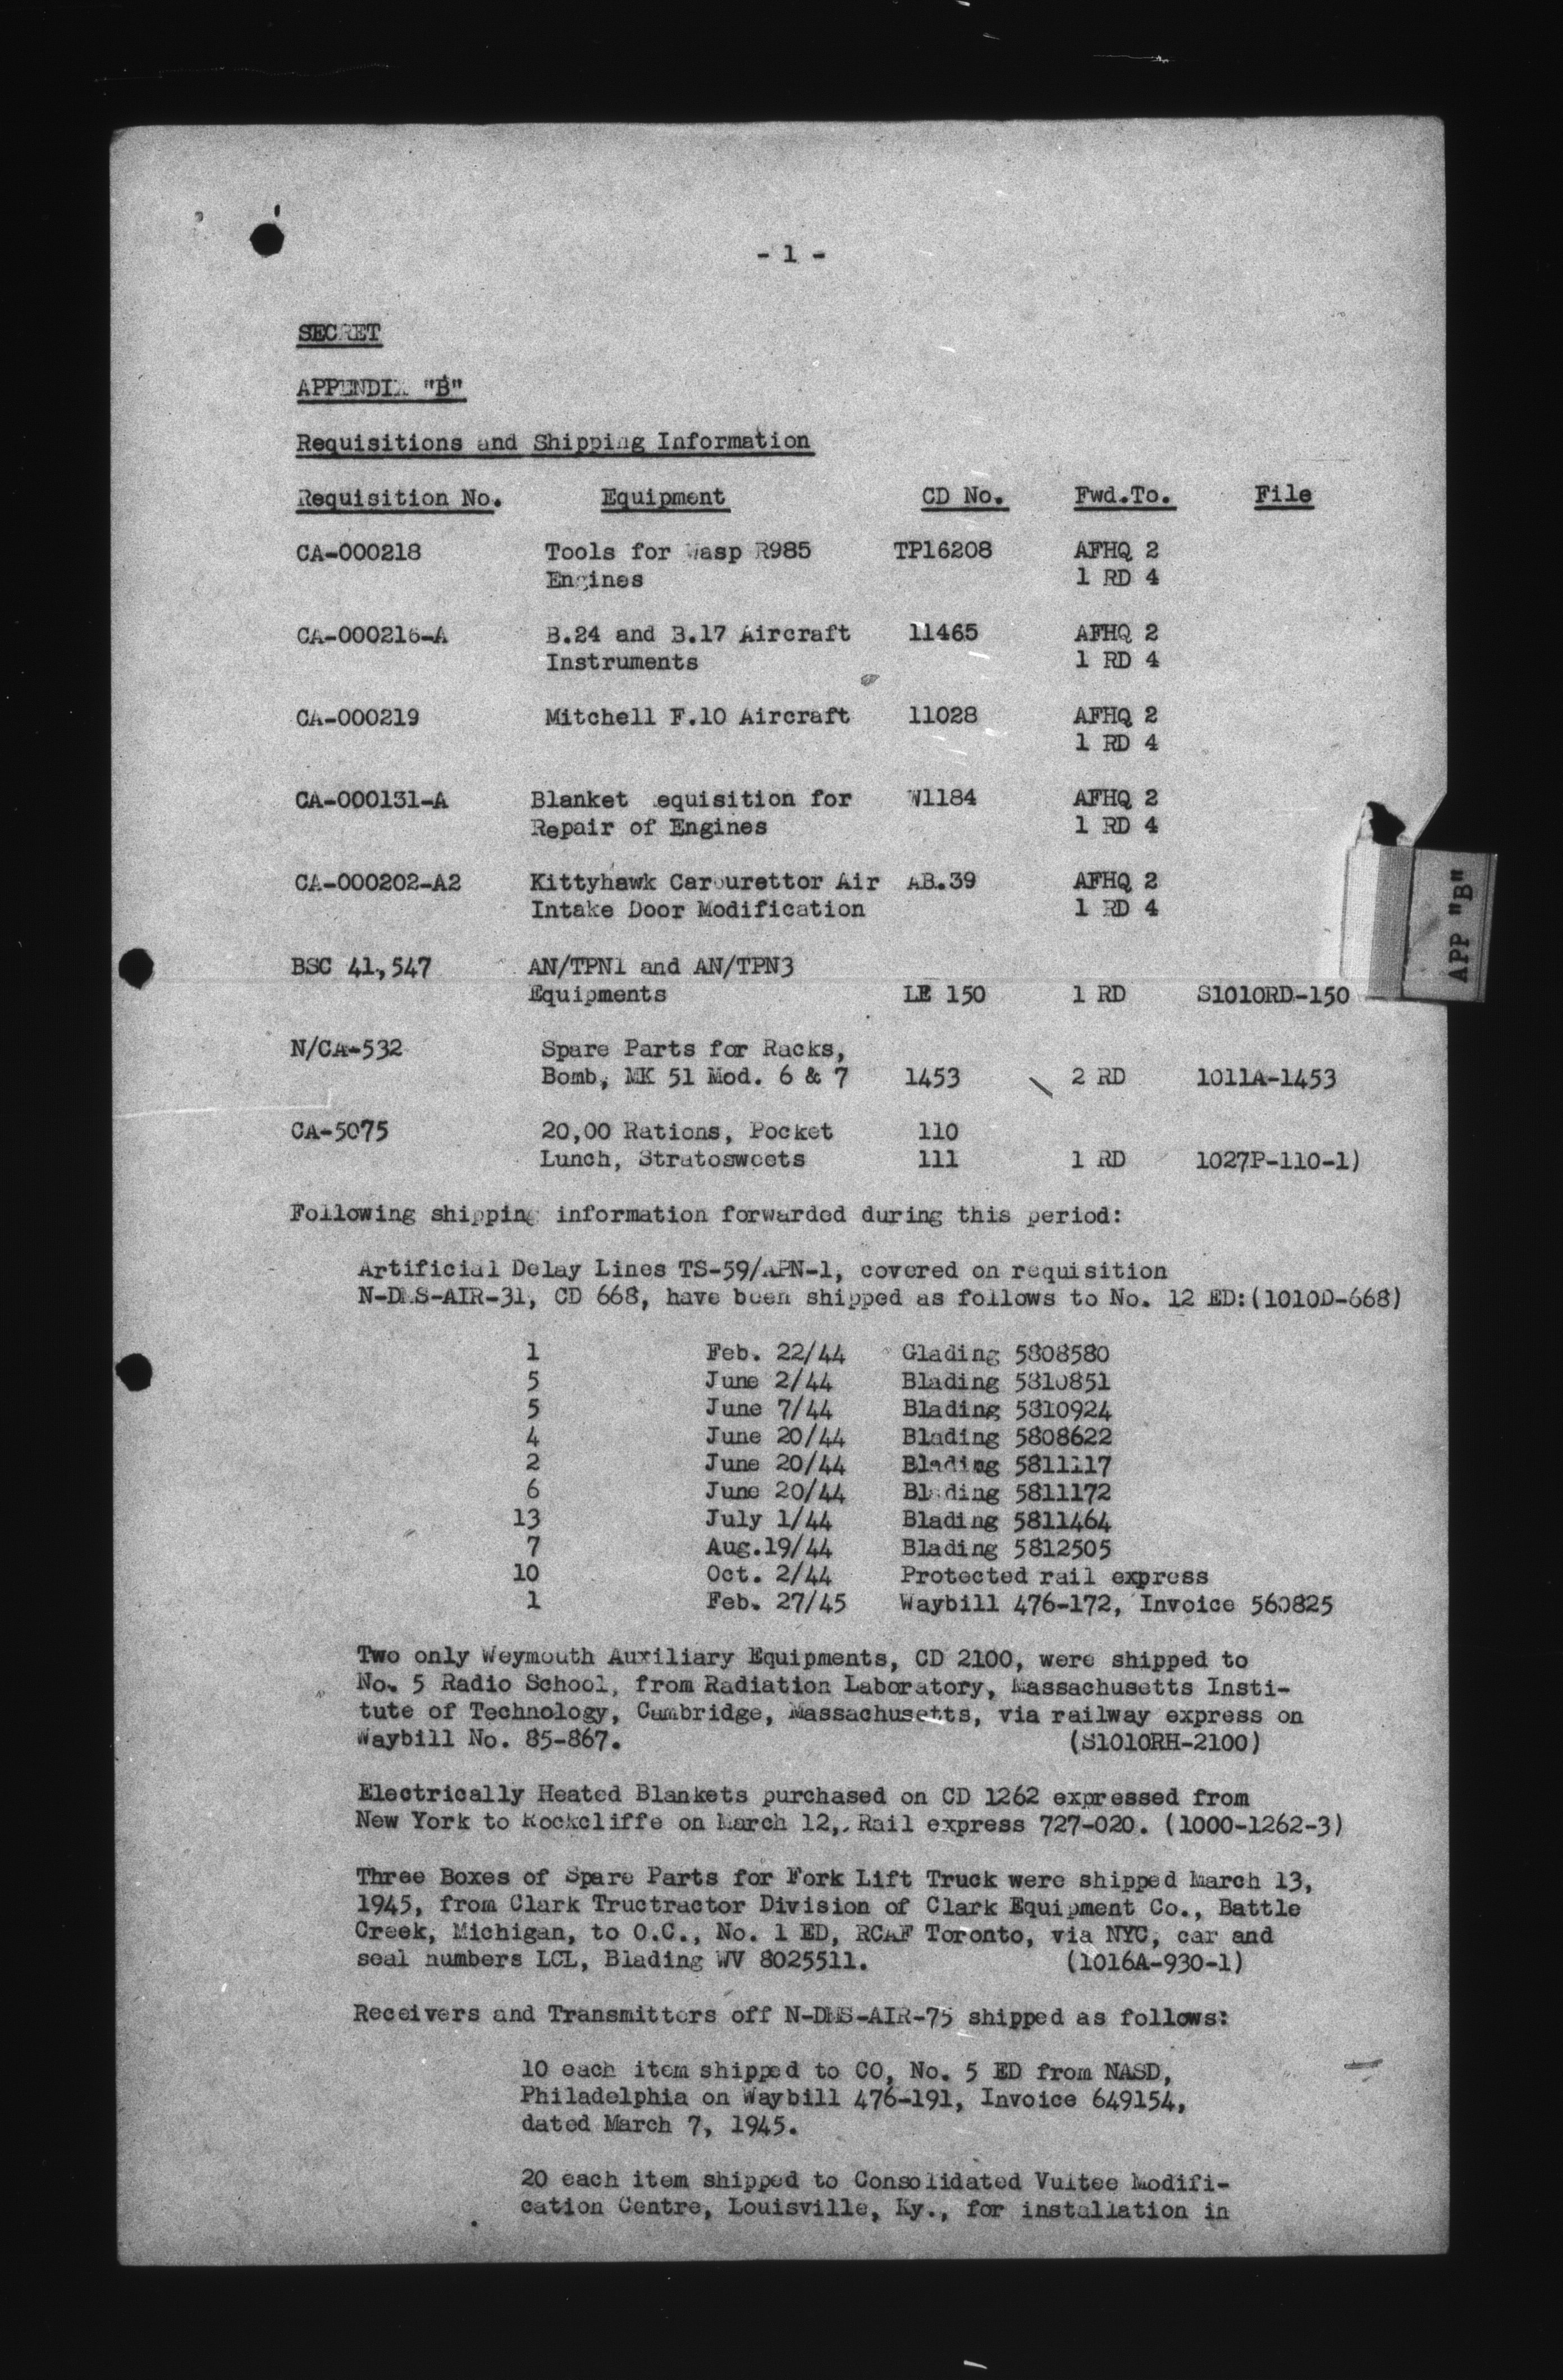 - 1 -
SECRET
APPENDIX "B"
Requisitions and Shipping Information
Requisition No. Equipment CD No. Fwd.To. File
CA-000218 Tools for Wasp R985 TP16208 AFHQ 2
Engines 1 RD 4
CA-000216-A B.24 and B.17 Aircraft 11465 AFHQ 2
Instruments 1 RD 4
CA-000219 Mitchell F.10 Aircraft 11028 AFHQ 2
1 RD 4
CA-000131-A Blanket equisition for W1184 AFHQ 2
Repair of Engines 1 RD 4
CA-000202-A2 Kittyhawk Carburettor Air AB.39 AFHQ 2
Intake Door Modification 1 RD 4
APP "B"
BSC 41,547 AN/TPN1 and AN/TPN3
Equipments LE 150 1 RD S1010RD-150
N/CA-532 Spare Parts for Racks,
Bomb, MK 51 Mod. 6 & 7 1453 2 RD 1011A-1453
CA-5075 20,00 Rations, Pocket 110
Lunch, Stratosweets 111 1 RD 1027P-110-1)
Following shipping information forwarded during this period:
Artificial Delay Lines TS-59/APN-1, covered on requisition
N-DMS-AIR-31, CD 668, have been shipped as follows to No. 12 ED:(1010D-668)
1 Feb. 22/44 Glading 5808580
5 June 2/44 Blading 5810851
5 June 7/44 Blading 5810924
4 June 20/44 Blading 5808622
2 June 20/44 Blading 5811117
6 June 20/44 Blading 5811172
13 July 1/44 Blading 5811464
7 Aug.19/44 Blading 5812505
10 Oct. 2/44 Protected rail express
1 Feb. 27/45 Waybill 476-172, Invoice 560825
Two only Weymouth Auxiliary Equipments, CD 2100, were shipped to
No. 5 Radio School, from Radiation Laboratory, Massachusetts Insti-
tute of Technology, Cambridge, Massachusetts, via railway express on
Waybill No. 85-867. (S1010RH-2100)
Electrically Heated Blankets purchased on CD 1262 expressed from
New York to Rockcliffe on March 12,. Rail express 727-020. (1000-1262-3)
Three Boxes of Spare Parts for Fork Lift Truck were shipped March 13,
1945, from Clark Tructractor Division of Clark Equipment Co., Battle
Creek, Michigan, to O.C., No. 1 ED, RCAF Toronto, via NYC, car and
seal numbers LCL, Blading WV 8025511. (1016A-930-1)
Receivers and Transmitters off N-DMS-AIR-75 shipped as follows:
10 each item shipped to CO, No. 5 ED from NASD,
Philadelphia on Waybill 476-191, Invoice 649154,
dated March 7, 1945.
20 each item shipped to Consolidated Vultee Modifi-
cation Centre, Louisville, Ky., for installation in